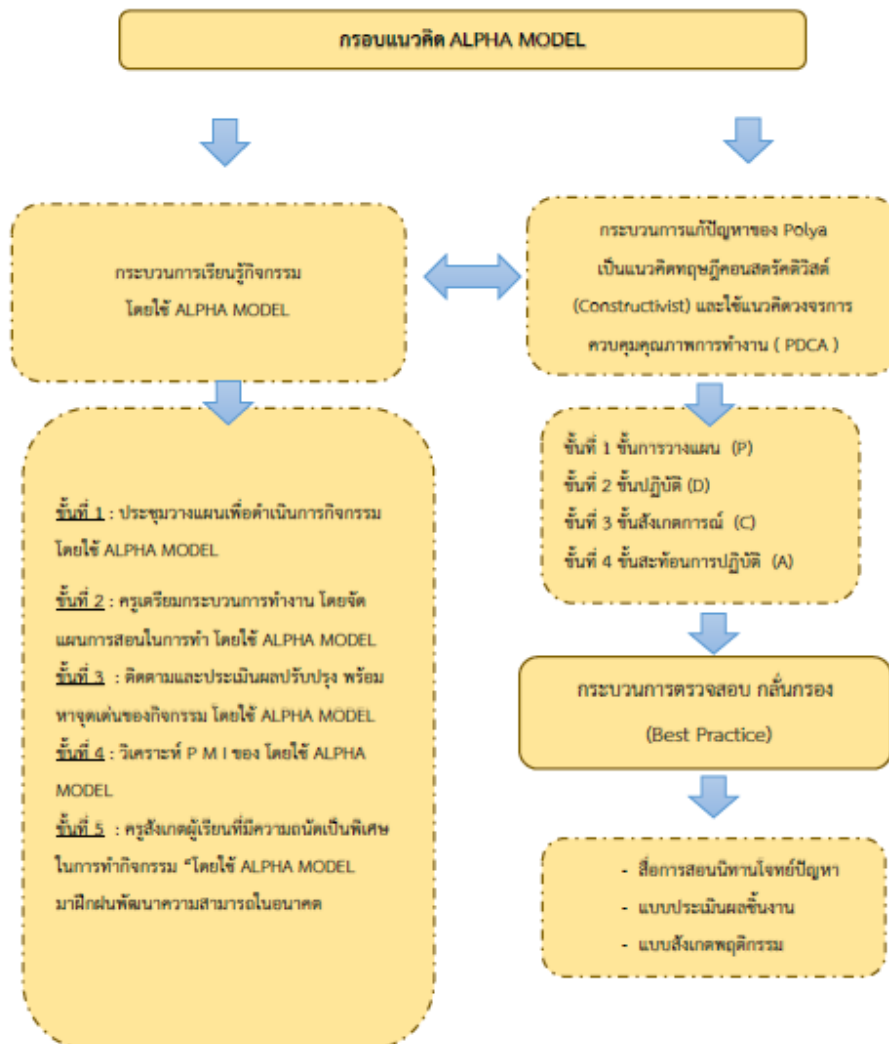 กรอบแนวคิด ALPHA MODEL
กระบวนการเรียนรู้กิจกรรม
โดยใช้ ALPHA MODEL
กระบวนการแก้ปัญหาของ Polya
เป็นแนวคิดทฤษฎีคอนสตรัคติวิสต์
(Constructivist) และใช้แนวคิดวงจรการ
ควบคุมคุณภาพการทำงาน ( PDCA )
ขั้นที่ 1 : ประชุมวางแผนเพื่อดำเนินการกิจกรรม
โดยใช้ ALPHA MODEL
ขั้นที่ 2 : ครูเตรียมกระบวนการทำงาน โดยจัด
แผนการสอนในการทำ โดยใช้ ALPHA MODEL
ขั้นที่ 3 : ติดตามและประเมินผลปรับปรุง พร้อม
หาจุดเด่นของกิจกรรม โดยใช้ ALPHA MODEL
ขั้นที่ 4 : วิเคราะห์ P M I ของ โดยใช้ ALPHA
MODEL
ขั้นที่ 5 : ครูสังเกตผู้เรียนที่มีความถนัดเป็นพิเศษ
ในการทำกิจกรรม “โดยใช้ ALPHA MODEL
มาฝึกฝนพัฒนาความสามารถในอนาคต
ขั้นที่ 1 ขั้นการวางแผน (P)
ขั้นที่ 2 ขั้นปฏิบัติ (D)
ขั้นที่ 3 ขั้นสังเกตการณ์ (C)
ขั้นที่ 4 ขั้นสะท้อนการปฏิบัติ (A)
กระบวนการตรวจสอบ กลั่นกรอง
(Best Practice)
- สื่อการสอนนิทานโจทย์ปัญหา
- แบบประเมินผลชิ้นงาน
- แบบสังเกตพฤติกรรม